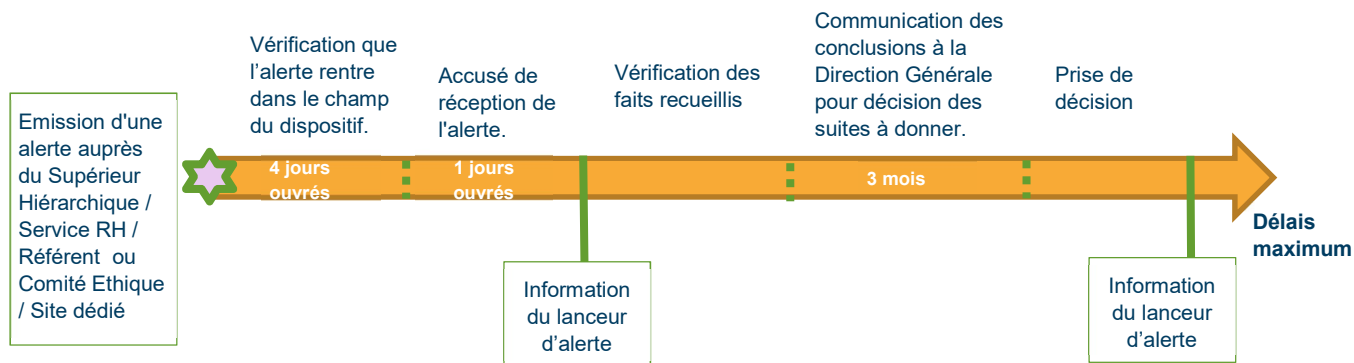 Emission d'une
alerte auprès
du Supérieur
Hiérarchique /
Service RH /
Référent ou
Comité Ethique
/ Site dédié
Vérification que
l'alerte rentre
dans le champ
du dispositif.
4 jours
ouvrés
Accusé de
réception de
l'alerte.
1 jours
ouvrés
Information
du lanceur
d'alerte
Vérification des
faits recueillis
Communication des
conclusions à la
Direction Générale
pour décision des
suites à donner.
3 mois
Prise de
décision
Information
du lanceur
d'alerte
Délais
maximum